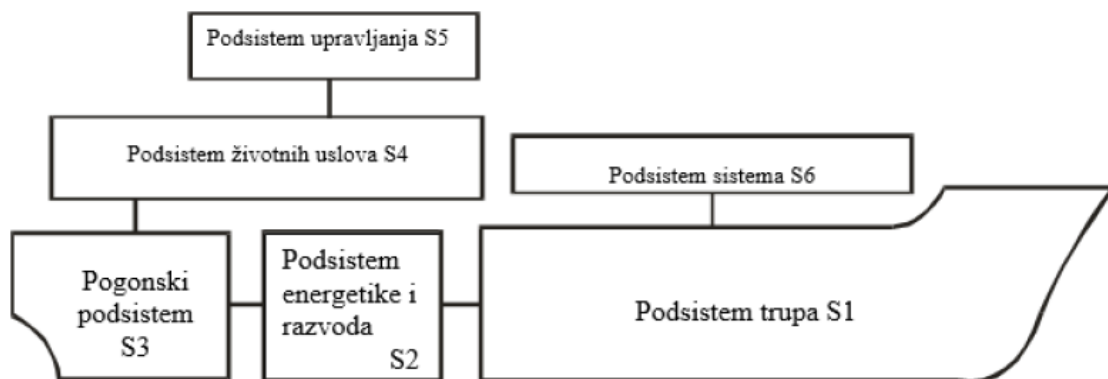 Podsistem upravljanja S5
Podsistem životnih uslova S4
Podsistem sistema S6
Pogonski
podsistem
S3
Podsistem
energetike i
razvoda
S2
Podsistem trupa S1